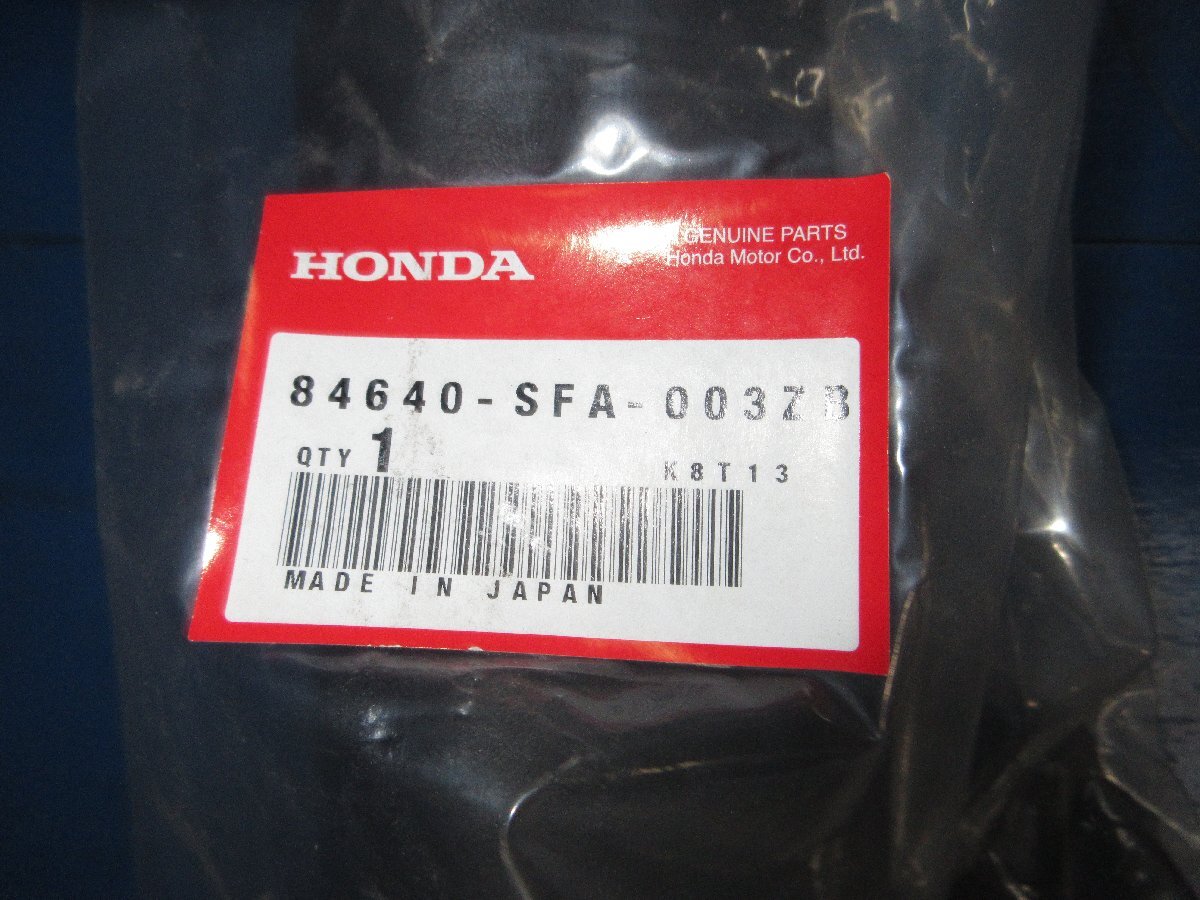 HONDA
GENUINE PARTS
Honda Motor Co., Ltd.
84640-SFA-003ZB
QTY 1 K8T13
MADE IN JAPAN